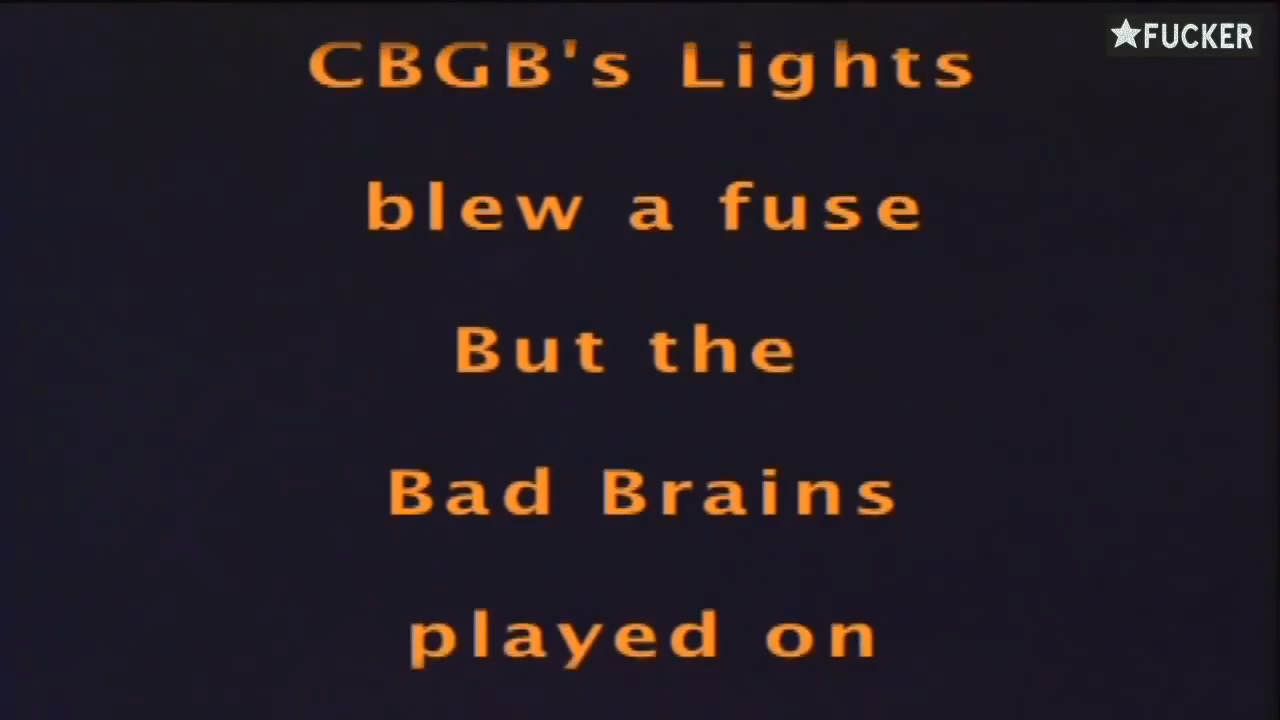 ★FUCKER
CBGB's Lights
blew a fuse
But the
Bad Brains
played on